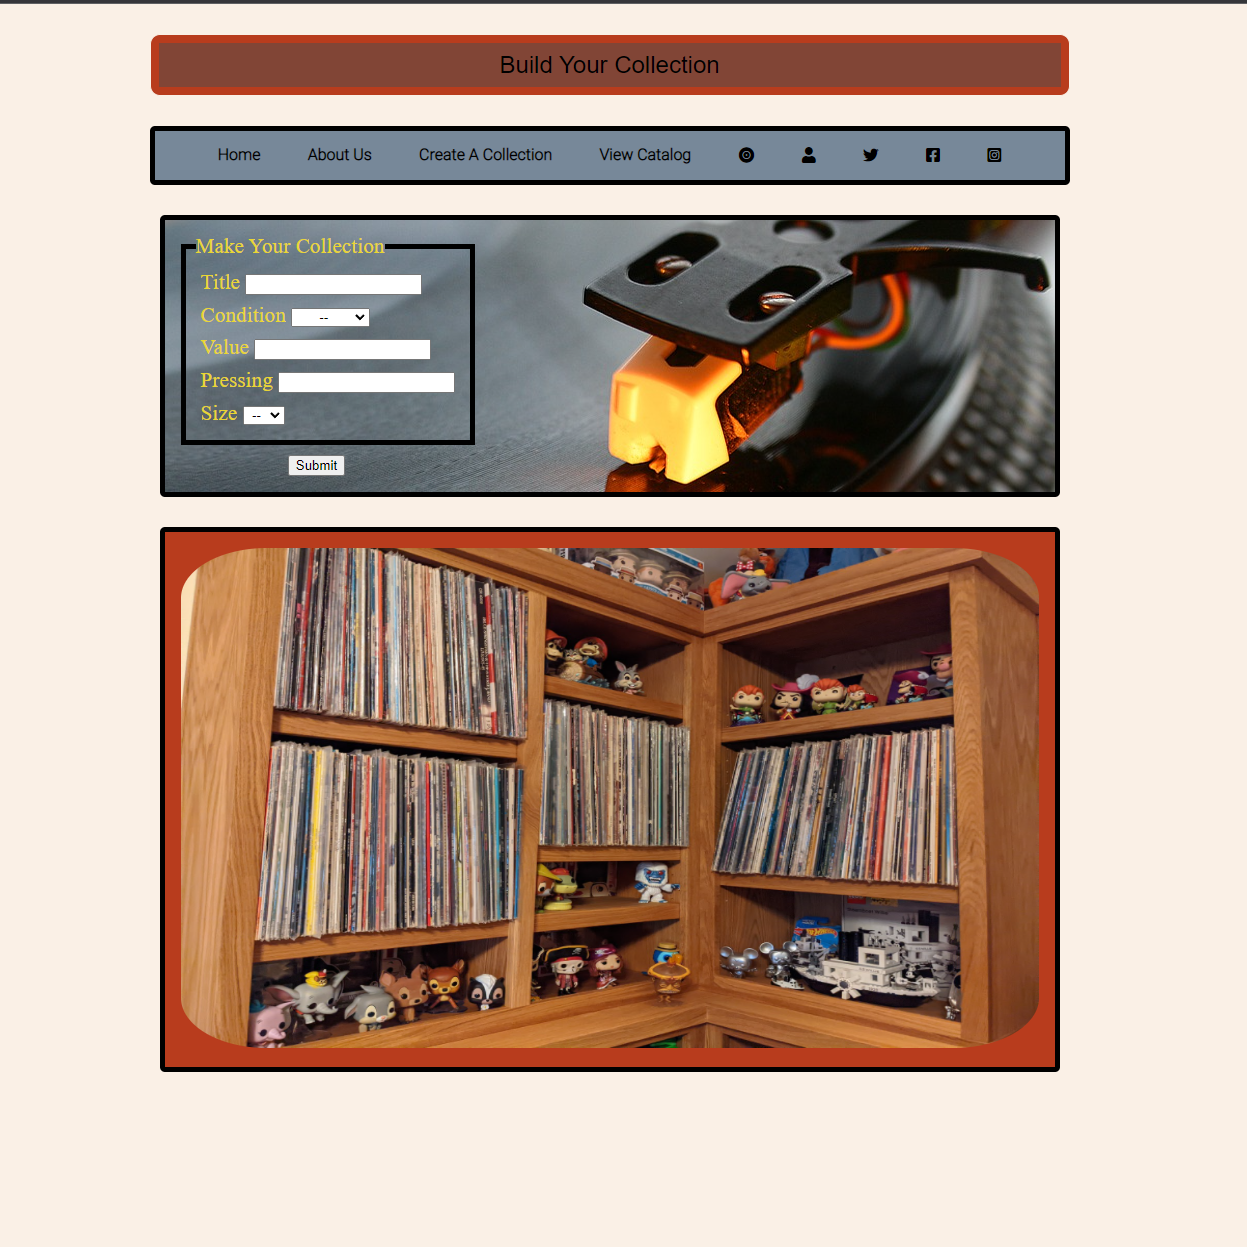 Build Your Collection
Home About Us Create A Collection View Catalog
Make Your Collection
Title
Condition --
Value
Pressing
Size --
Submit